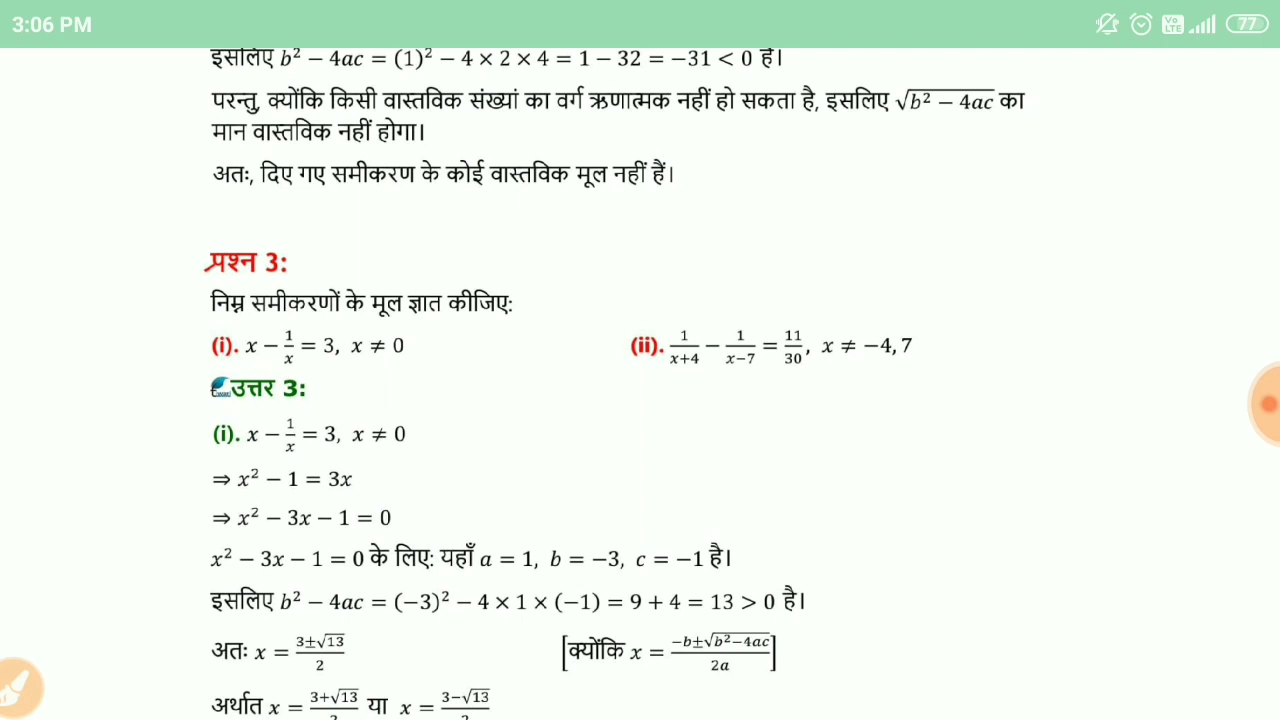 3:06 PM 77
इसलिए b² − 4ac = (1)² − 4 × 2 × 4 = 1 − 32 = −31 < 0 है।
परन्तु, क्योंकि किसी वास्तविक संख्यां का वर्ग ऋणात्मक नहीं हो सकता है, इसलिए √(b² − 4ac) का
मान वास्तविक नहीं होगा।
अतः, दिए गए समीकरण के कोई वास्तविक मूल नहीं हैं।
प्रश्न 3:
निम्न समीकरणों के मूल ज्ञात कीजिए:
(i). x − 1/x = 3, x ≠ 0 (ii). 1/(x+4) − 1/(x−7) = 11/30, x ≠ −4, 7
उत्तर 3:
(i). x − 1/x = 3, x ≠ 0
⇒ x² − 1 = 3x
⇒ x² − 3x − 1 = 0
x² − 3x − 1 = 0 के लिए: यहाँ a = 1, b = −3, c = −1 है।
इसलिए b² − 4ac = (−3)² − 4 × 1 × (−1) = 9 + 4 = 13 > 0 है।
अतः x = (3±√13)/2 [क्योंकि x = (−b±√(b²−4ac))/2a]
अर्थात x = (3+√13)/2 या x = (3−√13)/2